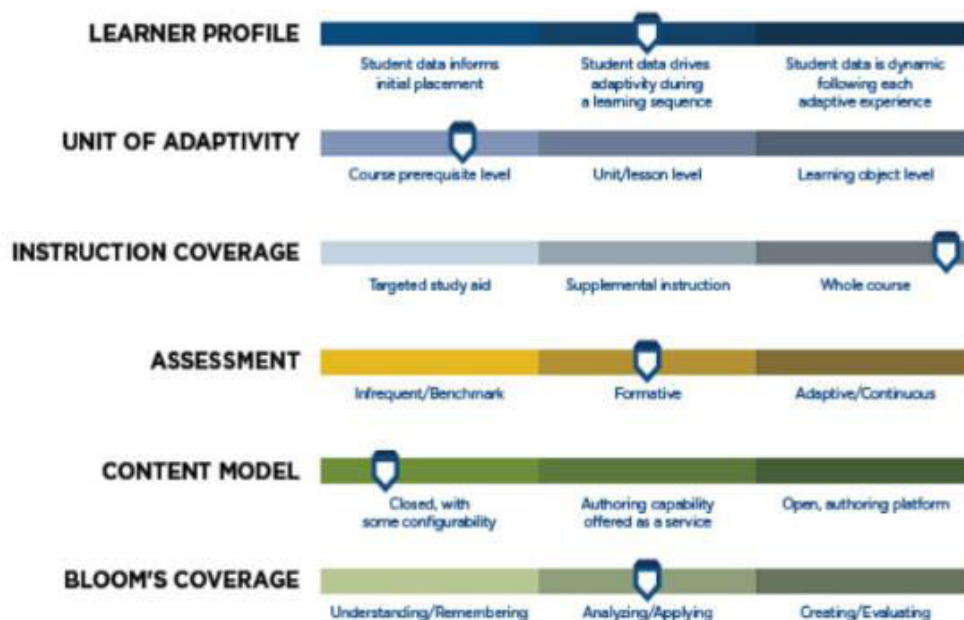 LEARNER PROFILE
Student data informs
initial placement
Student data drives
adaptivity during
a learning sequence
Student data is dynamic
following each
adaptive experience
UNIT OF ADAPTIVITY
Course prerequisite level
Unit/lesson level
Learning object level
INSTRUCTION COVERAGE
Targeted study aid
Supplemental instruction
Whole course
ASSESSMENT
Infrequent/Benchmark
Formative
Adaptive/Continuous
CONTENT MODEL
Closed, with
some configurability
Authoring capability
offered as a service
Open, authoring platform
BLOOM'S COVERAGE
Understanding/Remembering
Analyzing/Applying
Creating/Evaluating